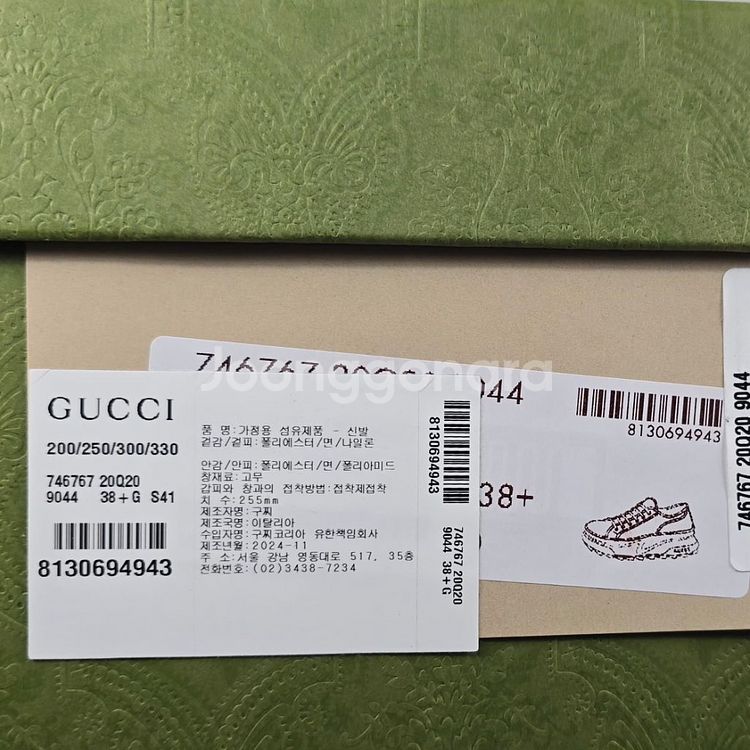 746767 20Q20 9044
Joonggonara
8130694943
38+
GUCCI
200/250/300/330
746767 20Q20
9044 38+G S41
8130694943
품 명:가정용 섬유제품 - 신발
겉감/겉피:폴리에스터/면/나일론
안감/안피:폴리에스터/면/폴리아미드
창재료:고무
갑피와 창과의 접착방법:접착제접착
치 수:255mm
제조자명:구찌
제조국명:이탈리아
수입자명:구찌코리아 유한책임회사
제조년월:2024-11
주 소:서울 강남 영동대로 517, 35층
전화번호:(02)3438-7234
8130694943
746767 20Q20
9044 38+G
746767 20Q20 9044